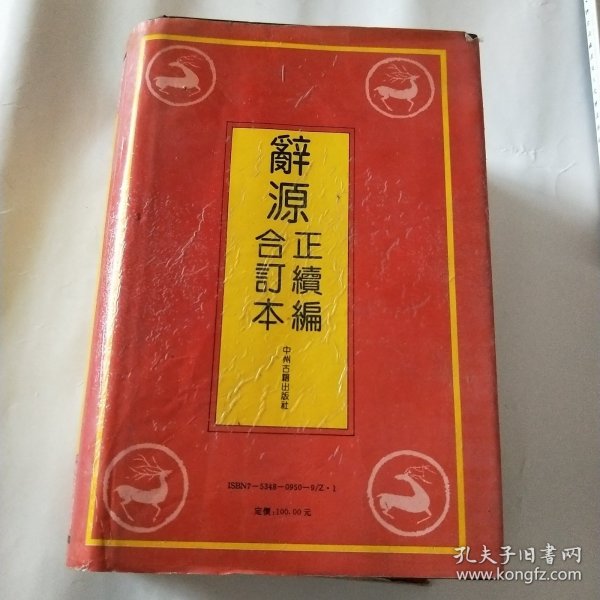 辭源
正續編
合訂本
中州古籍出版社
ISBN7-5348-0950-9/Z·1
定價:100.00元
孔夫子旧書网
www.kongfz.com